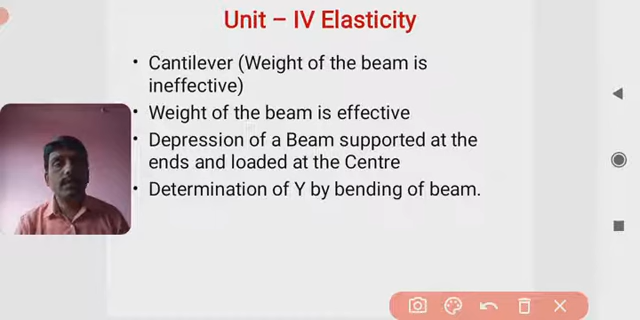 Unit – IV Elasticity
• Cantilever (Weight of the beam is
ineffective)
• Weight of the beam is effective
• Depression of a Beam supported at the
ends and loaded at the Centre
• Determination of Y by bending of beam.